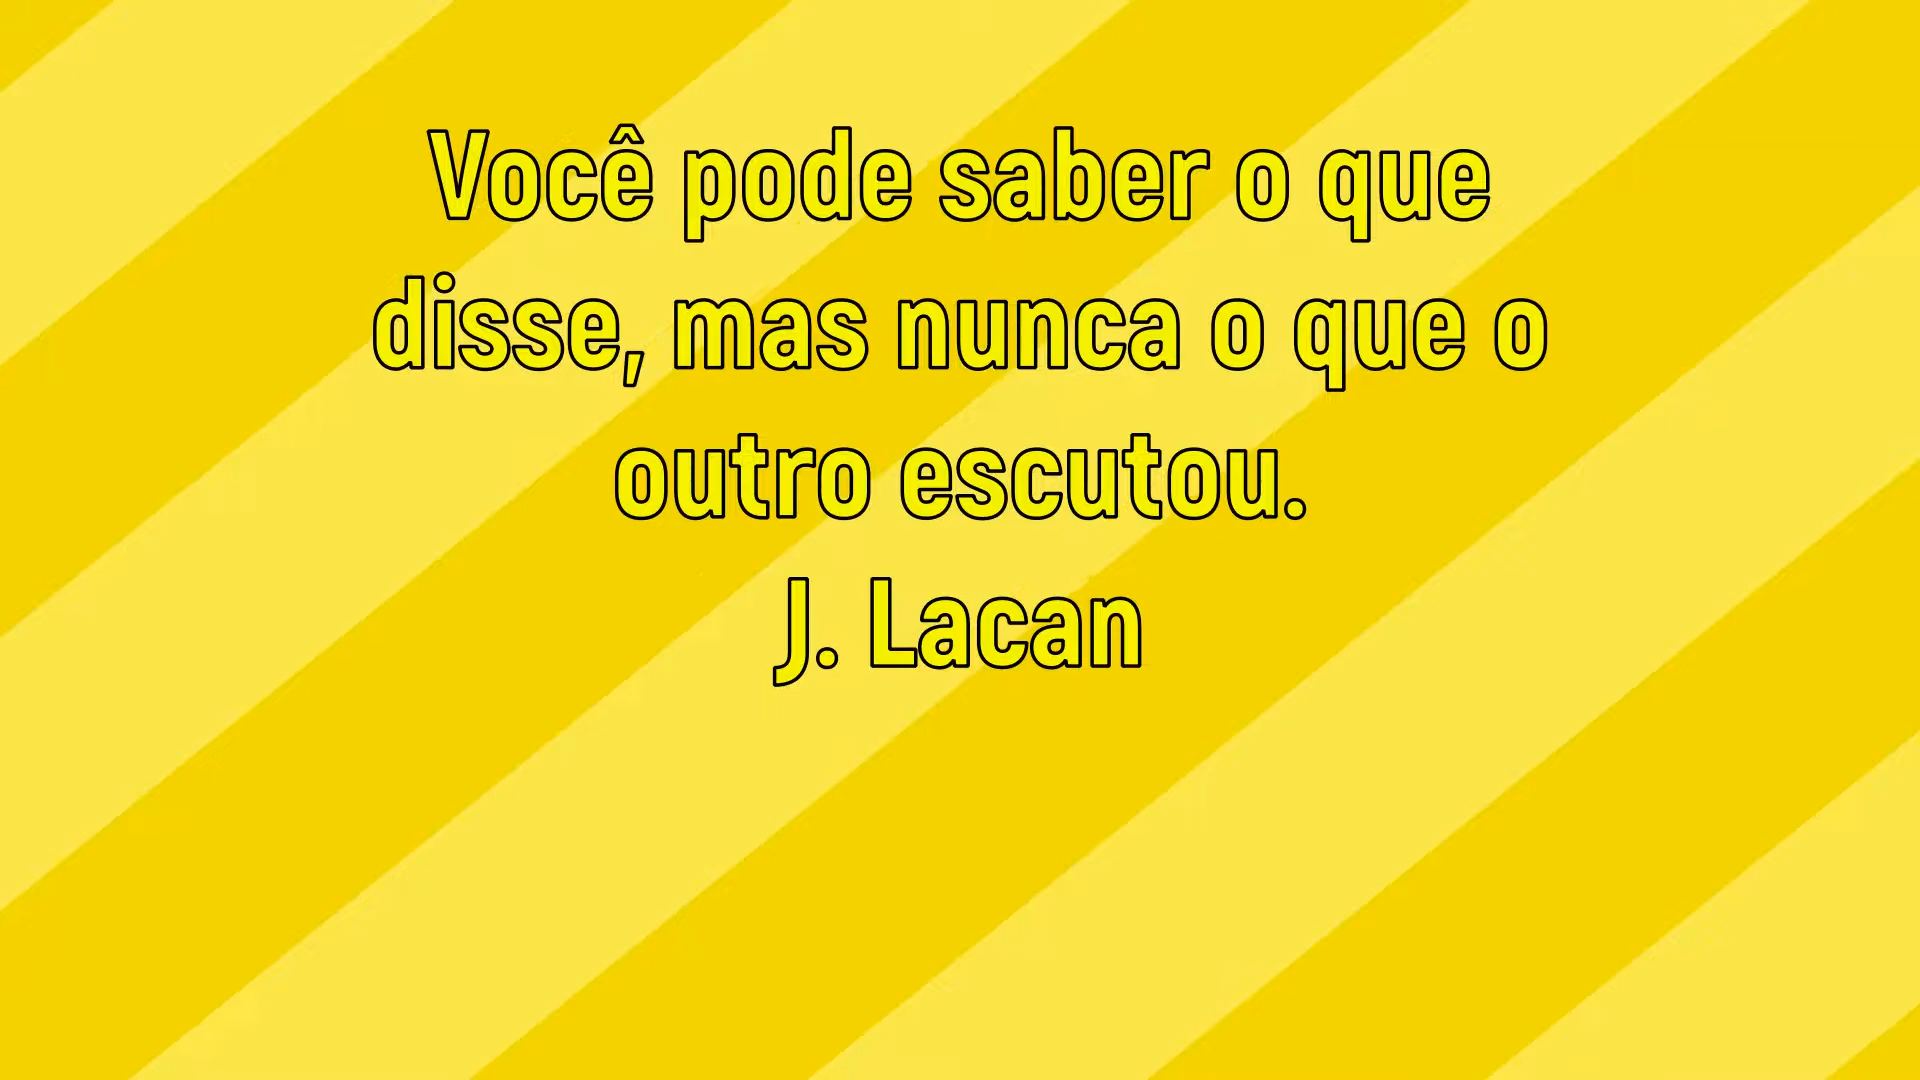 Você pode saber o que
disse, mas nunca o que o
outro escutou.
J. Lacan